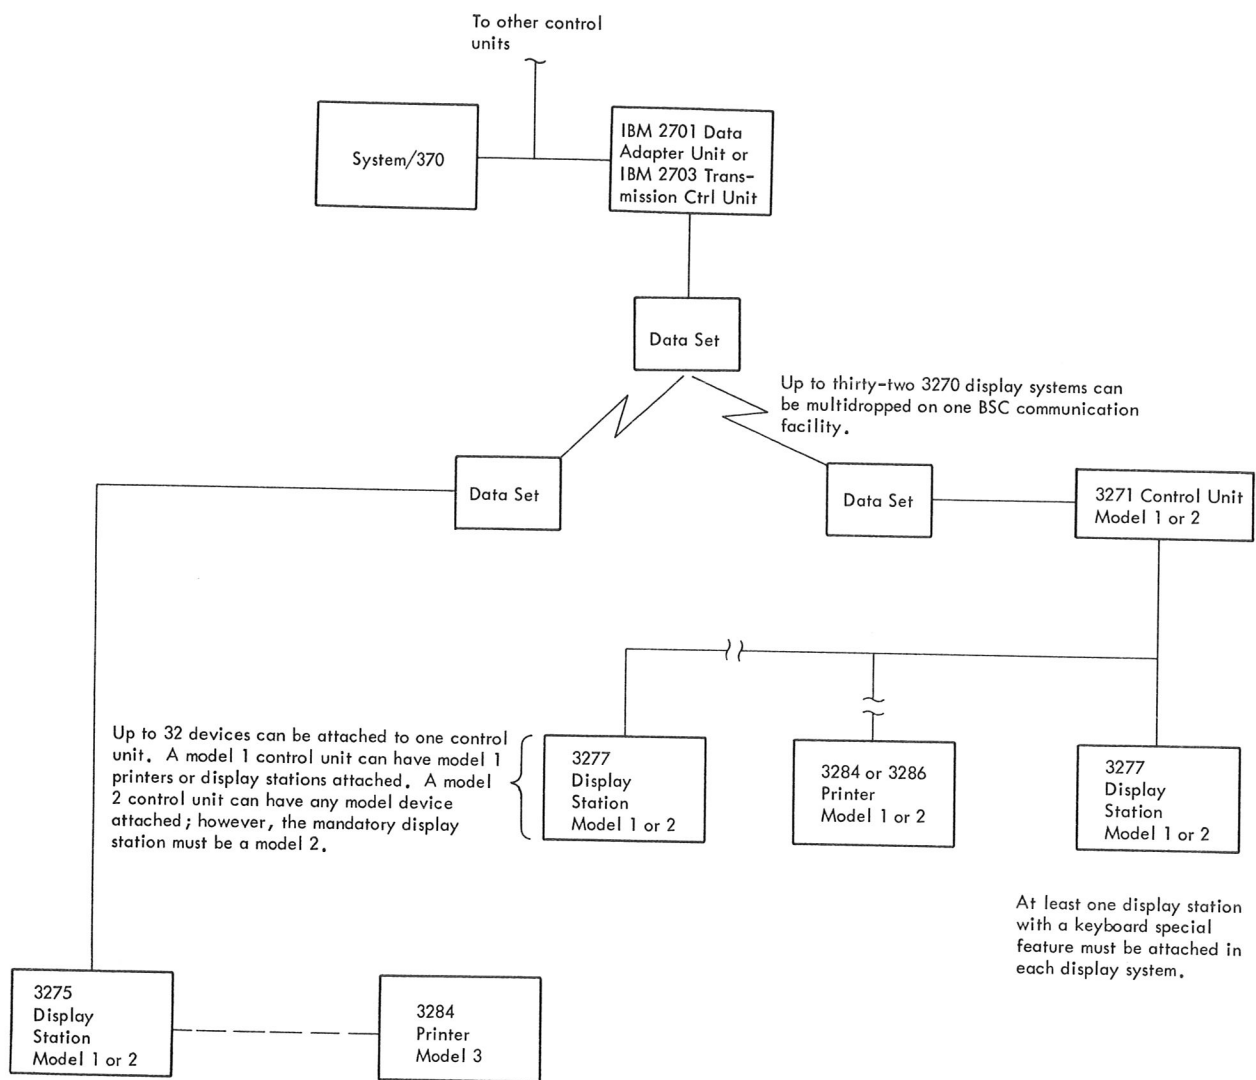 To other control
units
System/370
IBM 2701 Data
Adapter Unit or
IBM 2703 Trans-
mission Ctrl Unit
Data Set
Up to thirty-two 3270 display systems can
be multidropped on one BSC communication
facility.
Data Set
Data Set
3271 Control Unit
Model 1 or 2
Up to 32 devices can be attached to one control
unit. A model 1 control unit can have model 1
printers or display stations attached. A model
2 control unit can have any model device
attached; however, the mandatory display
station must be a model 2.
3277
Display
Station
Model 1 or 2
3284 or 3286
Printer
Model 1 or 2
3277
Display
Station
Model 1 or 2
At least one display station
with a keyboard special
feature must be attached in
each display system.
3275
Display
Station
Model 1 or 2
3284
Printer
Model 3